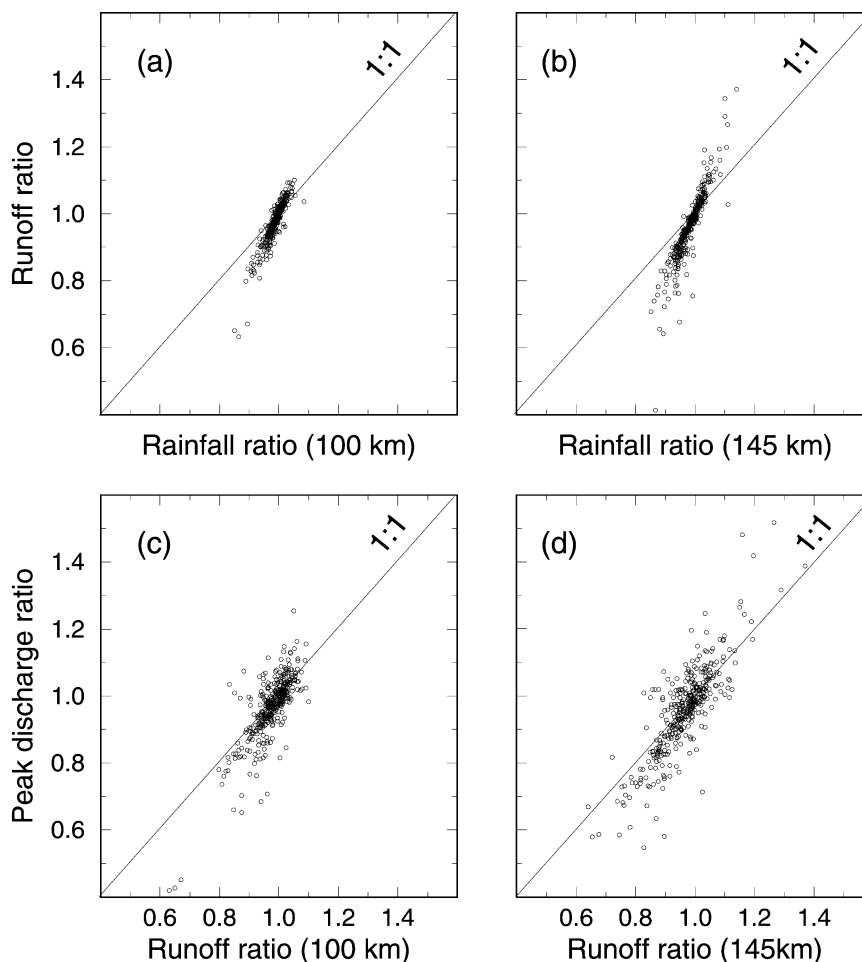 (a)
1:1
(b)
1:1
1.4
1.2
1.0
0.8
0.6
Runoff ratio
Rainfall ratio (100 km)
Rainfall ratio (145 km)
(c)
1:1
(d)
1:1
1.4
1.2
1.0
0.8
0.6
Peak discharge ratio
0.6 0.8 1.0 1.2 1.4
0.6 0.8 1.0 1.2 1.4
Runoff ratio (100 km)
Runoff ratio (145km)